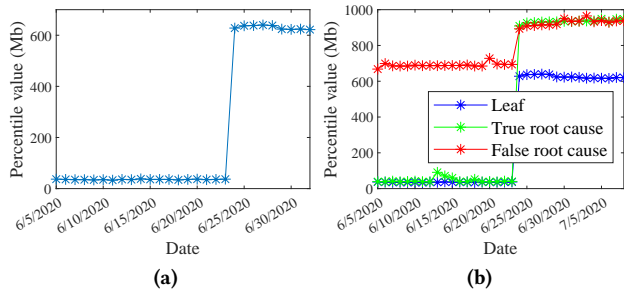 Percentile value (Mb)
600
400
200
0
6/5/2020
6/10/2020
6/15/2020
6/20/2020
6/25/2020
6/30/2020
Date
(a)
Percentile value (Mb)
1000
800
600
400
200
0
Leaf
True root cause
False root cause
6/5/2020
6/10/2020
6/15/2020
6/20/2020
6/25/2020
6/30/2020
7/5/2020
Date
(b)